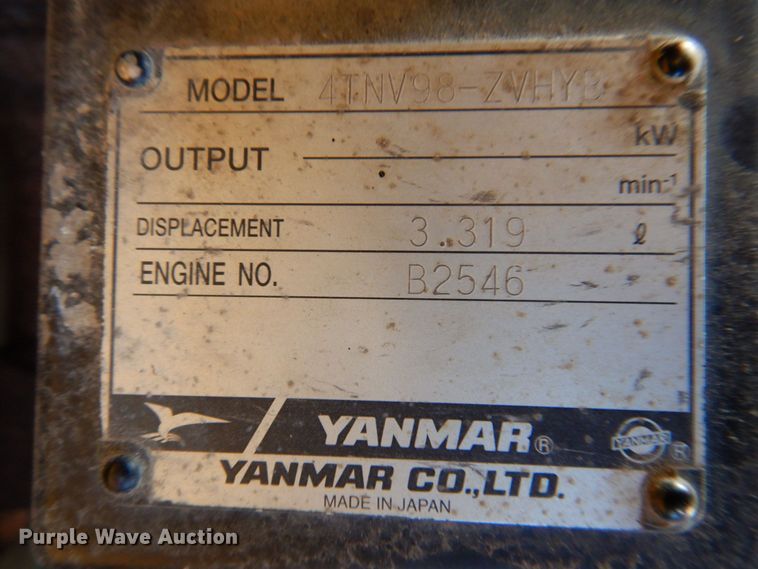 MODEL 4TNV98-ZVHYB
OUTPUT kW
min-1
DISPLACEMENT 3.319 ℓ
ENGINE NO. B2546
YANMAR® YANMAR ®
YANMAR CO.,LTD.
MADE IN JAPAN
Purple Wave Auction